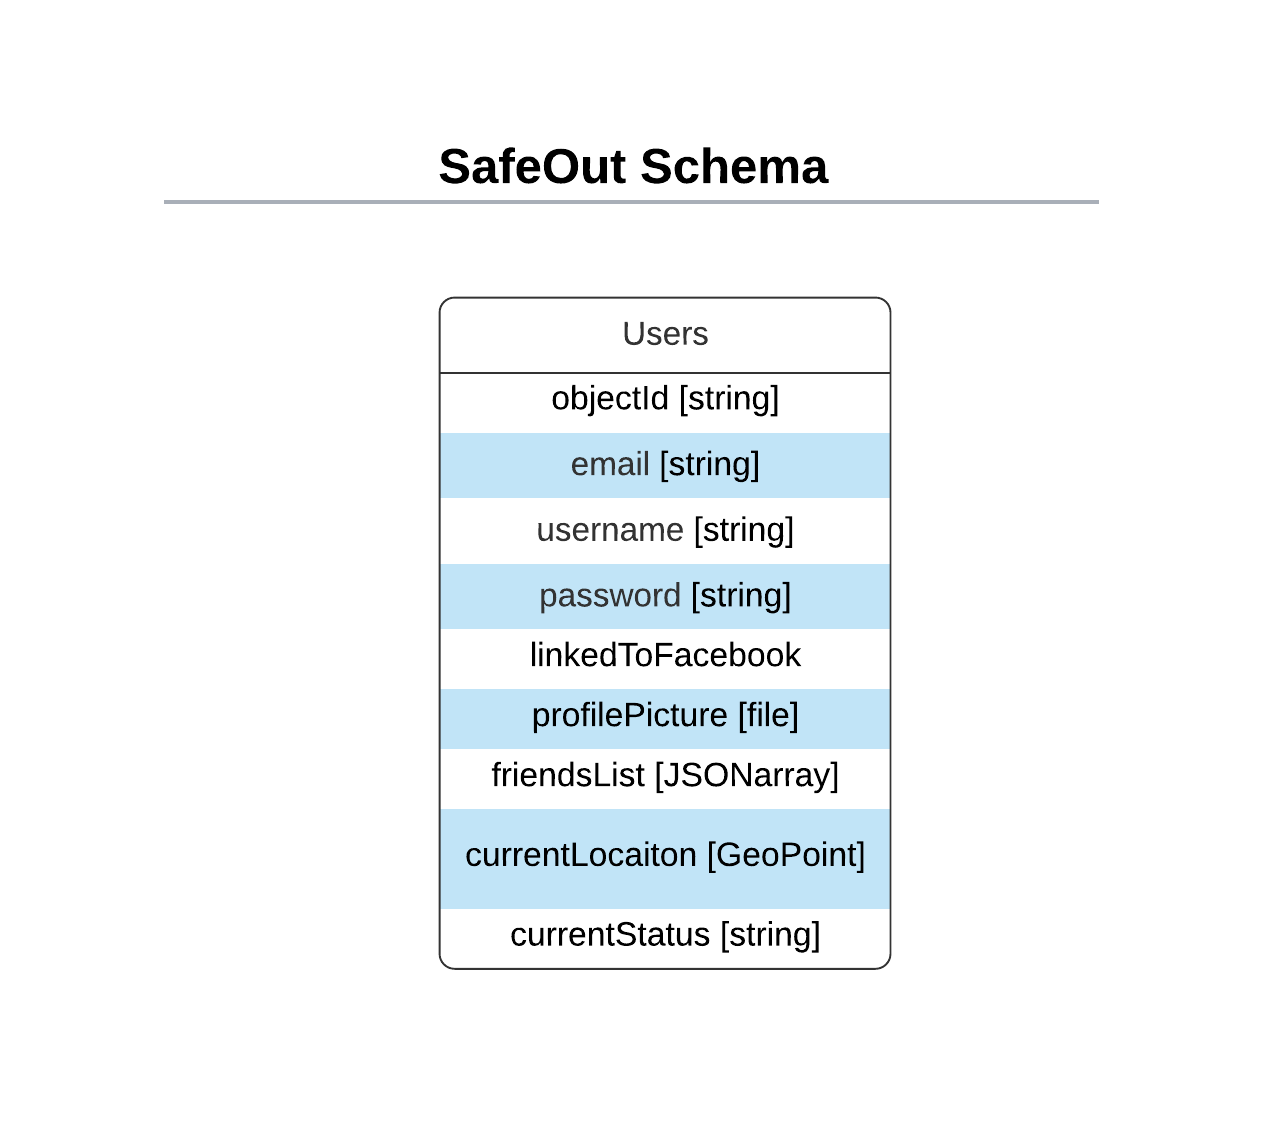 SafeOut Schema
Users
objectId [string]
email [string]
username [string]
password [string]
linkedToFacebook
profilePicture [file]
friendsList [JSONarray]
currentLocaiton [GeoPoint]
currentStatus [string]